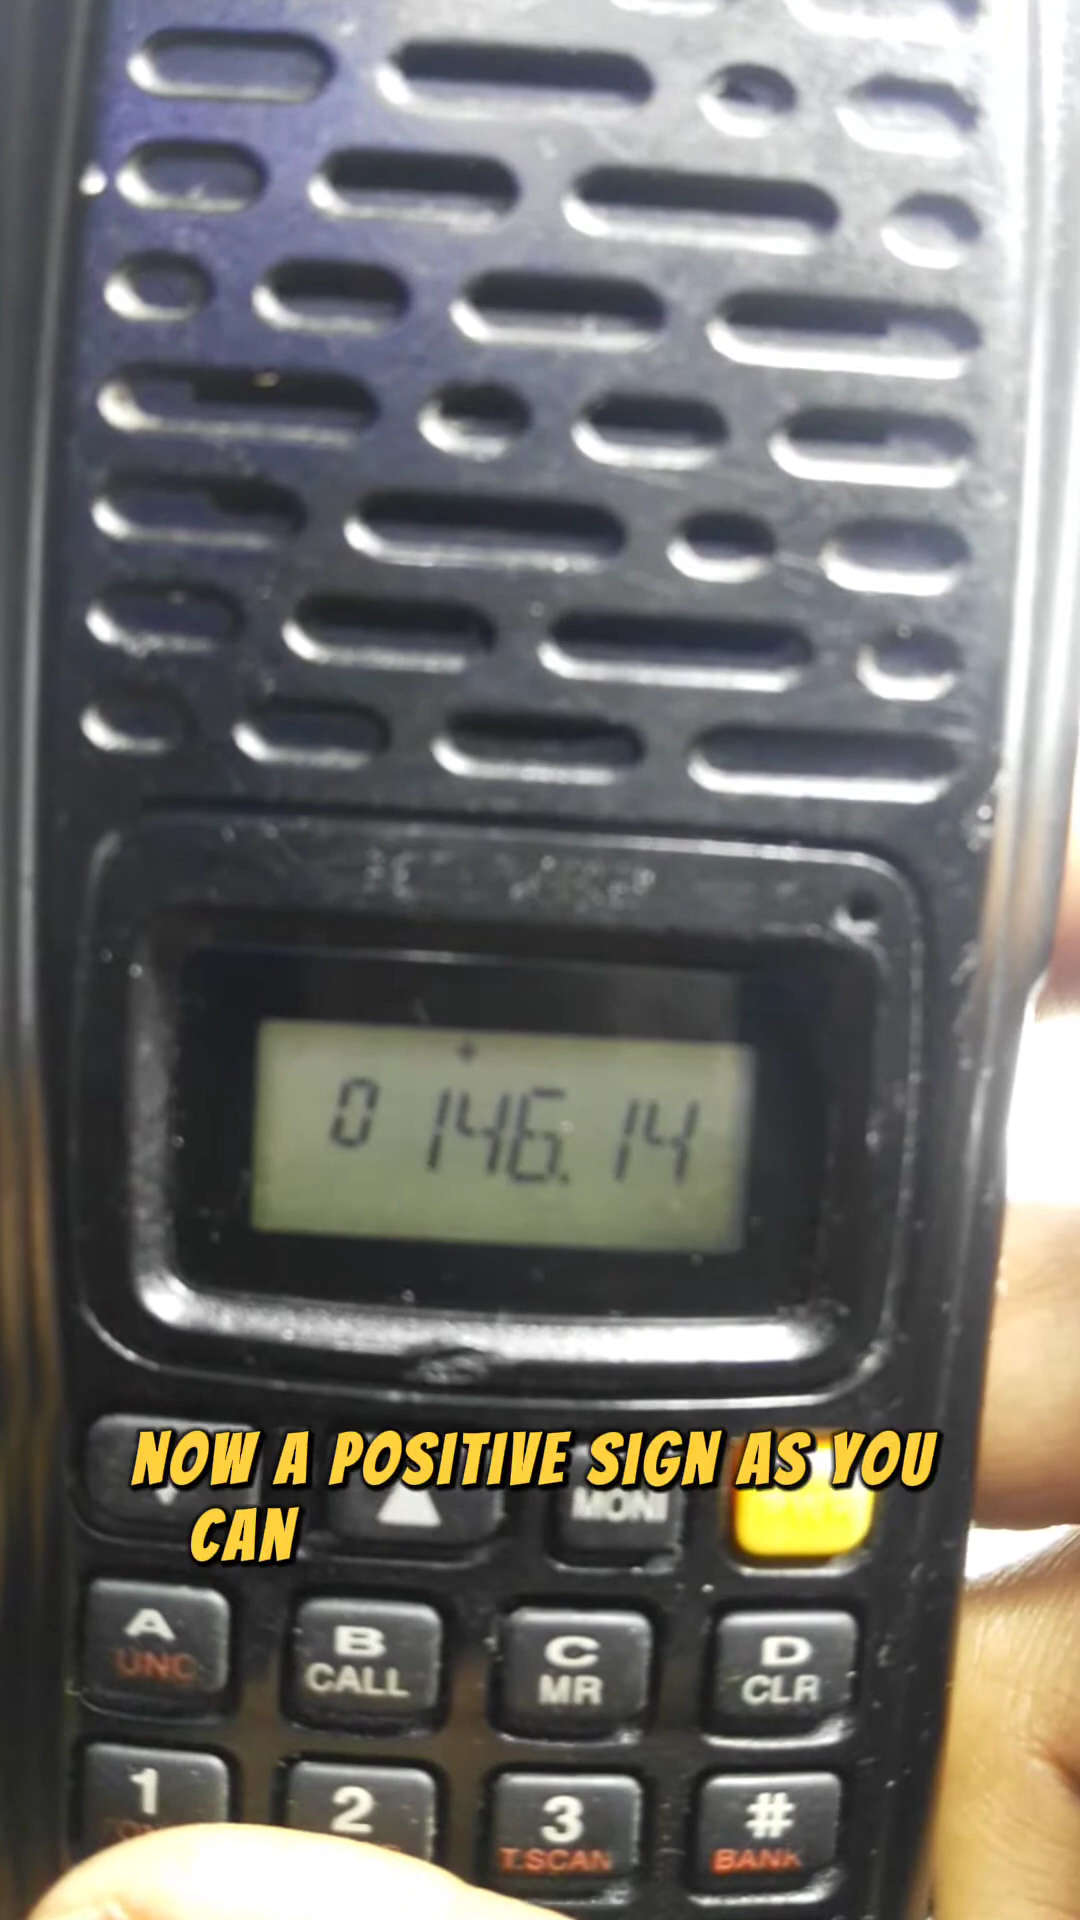 +
0 146.14
NOW A POSITIVE SIGN AS YOU
CAN
MONI
A B C D
UNC CALL MR CLR
1 2 3 #
T.SCAN BANK